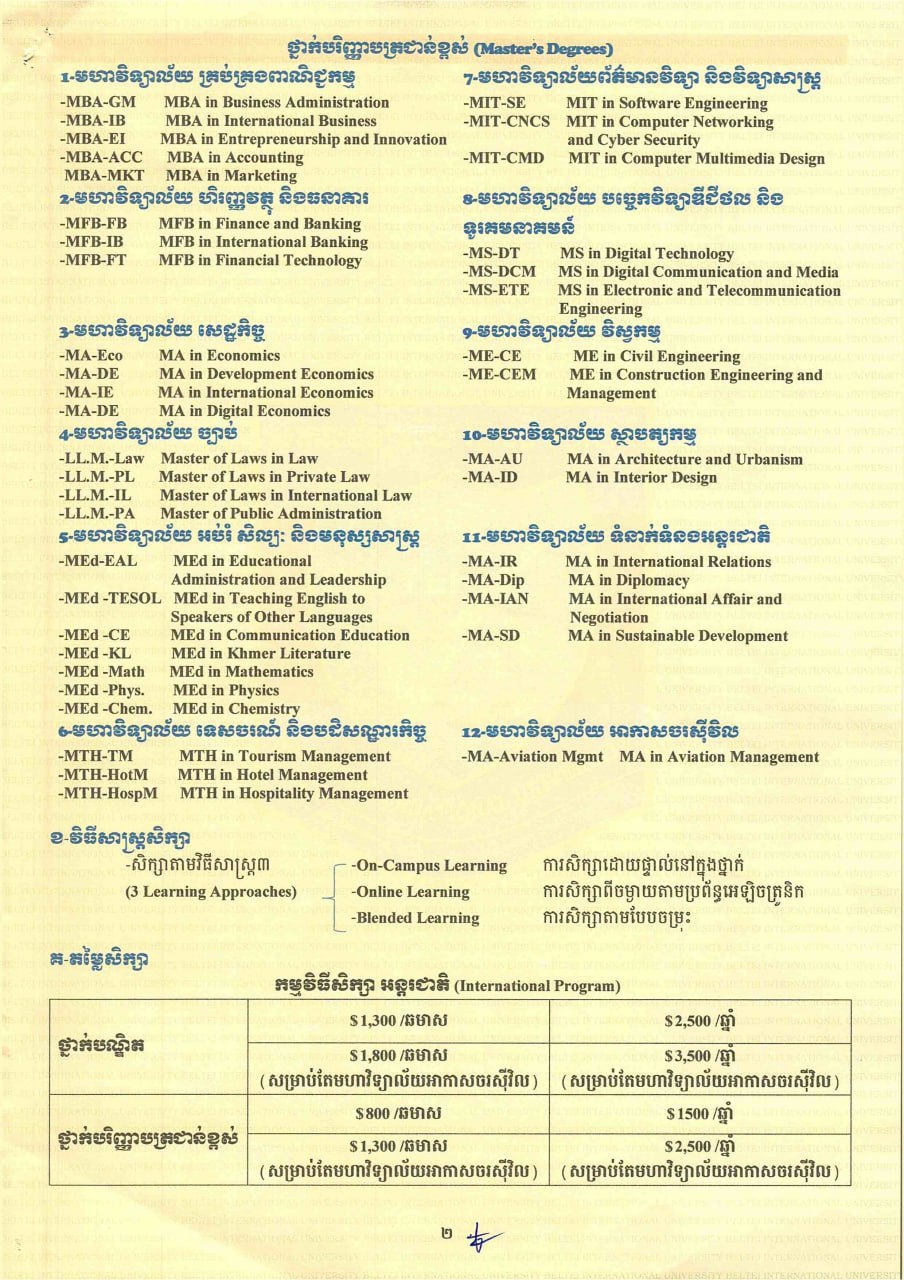 ថ្នាក់បរិញ្ញាបត្រជាន់ខ្ពស់ (Master's Degrees)
1-មហាវិទ្យាល័យ គ្រប់គ្រងពាណិជ្ជកម្ម
-MBA-GM MBA in Business Administration
-MBA-IB MBA in International Business
-MBA-EI MBA in Entrepreneurship and Innovation
-MBA-ACC MBA in Accounting
MBA-MKT MBA in Marketing
2-មហាវិទ្យាល័យ ហិរញ្ញវត្ថុ និងធនាគារ
-MFB-FB MFB in Finance and Banking
-MFB-IB MFB in International Banking
-MFB-FT MFB in Financial Technology
3-មហាវិទ្យាល័យ សេដ្ឋកិច្ច
-MA-Eco MA in Economics
-MA-DE MA in Development Economics
-MA-IE MA in International Economics
-MA-DE MA in Digital Economics
4-មហាវិទ្យាល័យ ច្បាប់
-LL.M.-Law Master of Laws in Law
-LL.M.-PL Master of Laws in Private Law
-LL.M.-IL Master of Laws in International Law
-LL.M.-PA Master of Public Administration
5-មហាវិទ្យាល័យ អប់រំ សិល្បៈ និងមនុស្សសាស្ត្រ
-MEd-EAL MEd in Educational
Administration and Leadership
-MEd -TESOL MEd in Teaching English to
Speakers of Other Languages
-MEd -CE MEd in Communication Education
-MEd -KL MEd in Khmer Literature
-MEd -Math MEd in Mathematics
-MEd -Phys. MEd in Physics
-MEd -Chem. MEd in Chemistry
6-មហាវិទ្យាល័យ ទេសចរណ៍ និងបដិសណ្ឋារកិច្ច
-MTH-TM MTH in Tourism Management
-MTH-HotM MTH in Hotel Management
-MTH-HospM MTH in Hospitality Management
7-មហាវិទ្យាល័យព័ត៌មានវិទ្យា និងវិទ្យាសាស្ត្រ
-MIT-SE MIT in Software Engineering
-MIT-CNCS MIT in Computer Networking
and Cyber Security
-MIT-CMD MIT in Computer Multimedia Design
8-មហាវិទ្យាល័យ បច្ចេកវិទ្យាឌីជីថល និង
ទូរគមនាគមន៍
-MS-DT MS in Digital Technology
-MS-DCM MS in Digital Communication and Media
-MS-ETE MS in Electronic and Telecommunication
Engineering
9-មហាវិទ្យាល័យ វិស្វកម្ម
-ME-CE ME in Civil Engineering
-ME-CEM ME in Construction Engineering and
Management
10-មហាវិទ្យាល័យ ស្ថាបត្យកម្ម
-MA-AU MA in Architecture and Urbanism
-MA-ID MA in Interior Design
11-មហាវិទ្យាល័យ ទំនាក់ទំនងអន្តរជាតិ
-MA-IR MA in International Relations
-MA-Dip MA in Diplomacy
-MA-IAN MA in International Affair and
Negotiation
-MA-SD MA in Sustainable Development
12-មហាវិទ្យាល័យ អាកាសចរស៊ីវិល
-MA-Aviation Mgmt MA in Aviation Management
ខ-វិធីសាស្ត្រសិក្សា
-សិក្សាតាមវិធីសាស្ត្រ៣
(3 Learning Approaches)
-On-Campus Learning ការសិក្សាដោយផ្ទាល់នៅក្នុងថ្នាក់
-Online Learning ការសិក្សាពីចម្ងាយតាមប្រព័ន្ធអេឡិចត្រូនិក
-Blended Learning ការសិក្សាតាមបែបចម្រុះ
គ-តម្លៃសិក្សា
កម្មវិធីសិក្សា អន្តរជាតិ (International Program)
ថ្នាក់បណ្ឌិត
$1,300 /ឆមាស $2,500 /ឆ្នាំ
$1,800 /ឆមាស $3,500 /ឆ្នាំ
(សម្រាប់តែមហាវិទ្យាល័យអាកាសចរស៊ីវិល) (សម្រាប់តែមហាវិទ្យាល័យអាកាសចរស៊ីវិល)
ថ្នាក់បរិញ្ញាបត្រជាន់ខ្ពស់
$800 /ឆមាស $1500 /ឆ្នាំ
$1,300 /ឆមាស $2,500 /ឆ្នាំ
(សម្រាប់តែមហាវិទ្យាល័យអាកាសចរស៊ីវិល) (សម្រាប់តែមហាវិទ្យាល័យអាកាសចរស៊ីវិល)
២